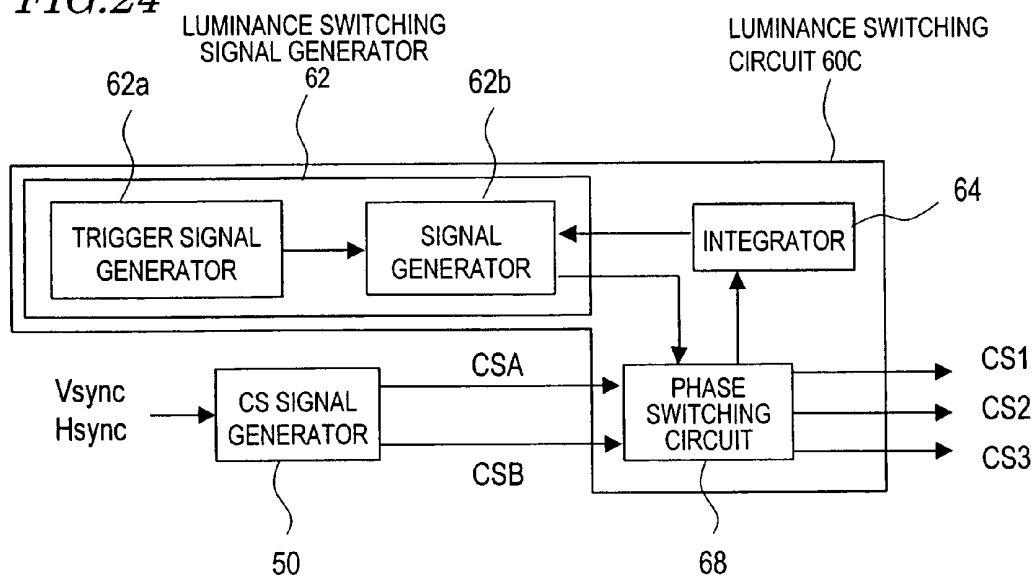 FIG.24
LUMINANCE SWITCHING
SIGNAL GENERATOR
62
LUMINANCE SWITCHING
CIRCUIT 60C
62a
62b
64
TRIGGER SIGNAL
GENERATOR
SIGNAL
GENERATOR
INTEGRATOR
Vsync
Hsync
CS SIGNAL
GENERATOR
CSA
CSB
PHASE
SWITCHING
CIRCUIT
CS1
CS2
CS3
50
68